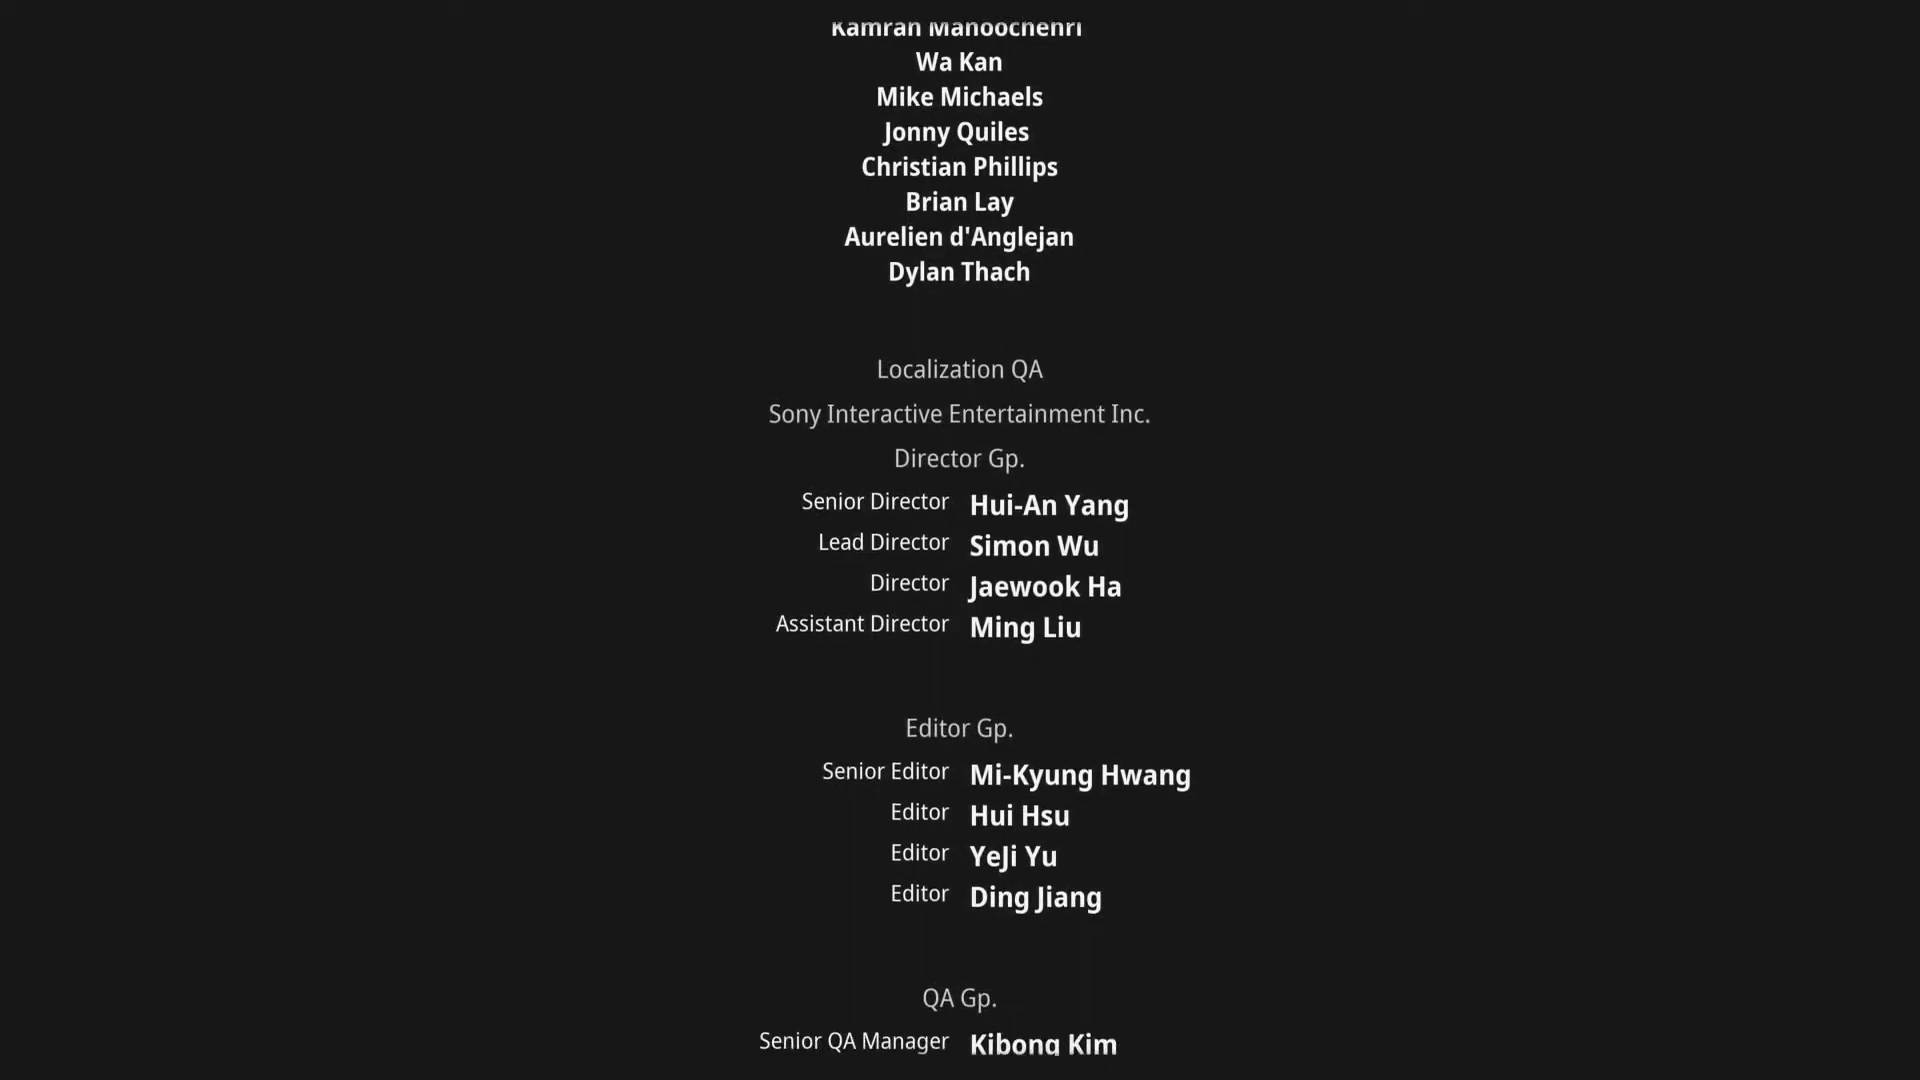 Kamran Manoochehri
Wa Kan
Mike Michaels
Jonny Quiles
Christian Phillips
Brian Lay
Aurelien d'Anglejan
Dylan Thach
Localization QA
Sony Interactive Entertainment Inc.
Director Gp.
Senior Director Hui-An Yang
Lead Director Simon Wu
Director Jaewook Ha
Assistant Director Ming Liu
Editor Gp.
Senior Editor Mi-Kyung Hwang
Editor Hui Hsu
Editor YeJi Yu
Editor Ding Jiang
QA Gp.
Senior QA Manager Kibong Kim